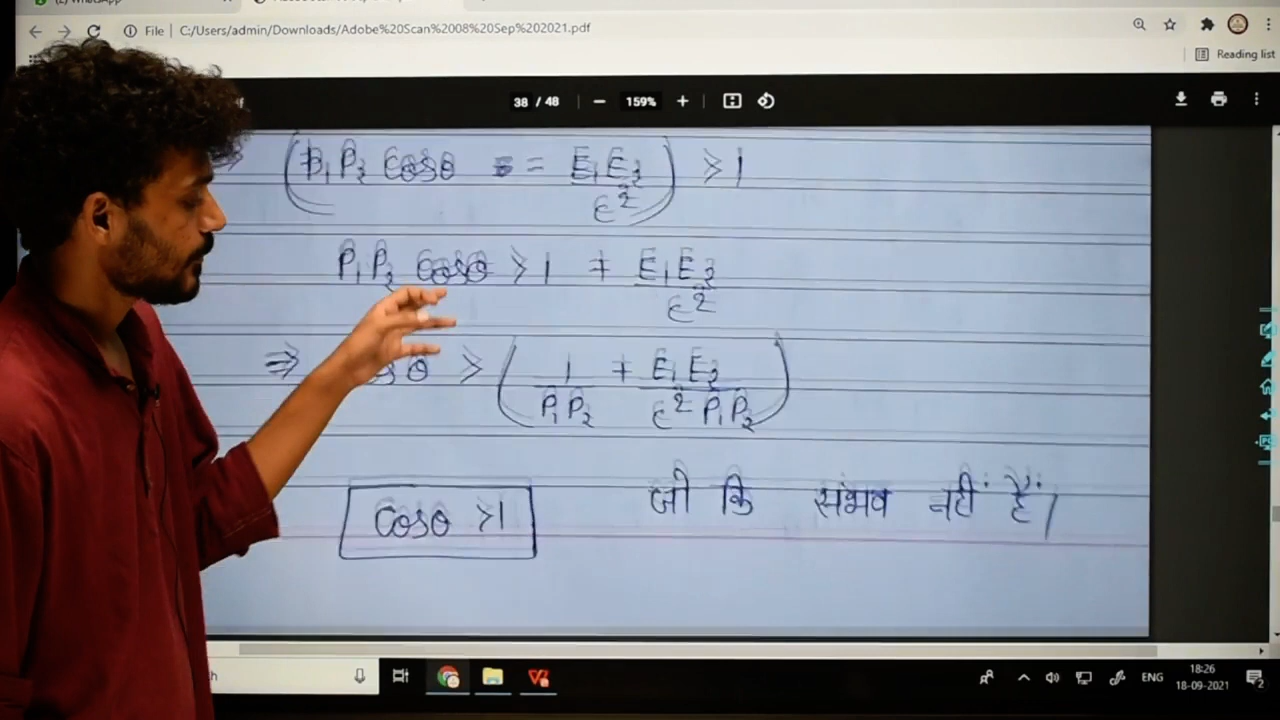 File | C:/Users/admin/Downloads/Adobe%20Scan%2008%20Sep%202021.pdf
Reading list
38 / 48 | − 159% +
(P₁P₂ Cosθ = E₁E₂/c²) > 1
P₁P₂ Cosθ > 1 + E₁E₂/c²
⇒ θ > (1/P₁P₂ + E₁E₂/c² P₁P₂)
Cosθ >1 जो कि संभव नहीं है।
ENG 18:26
18-09-2021